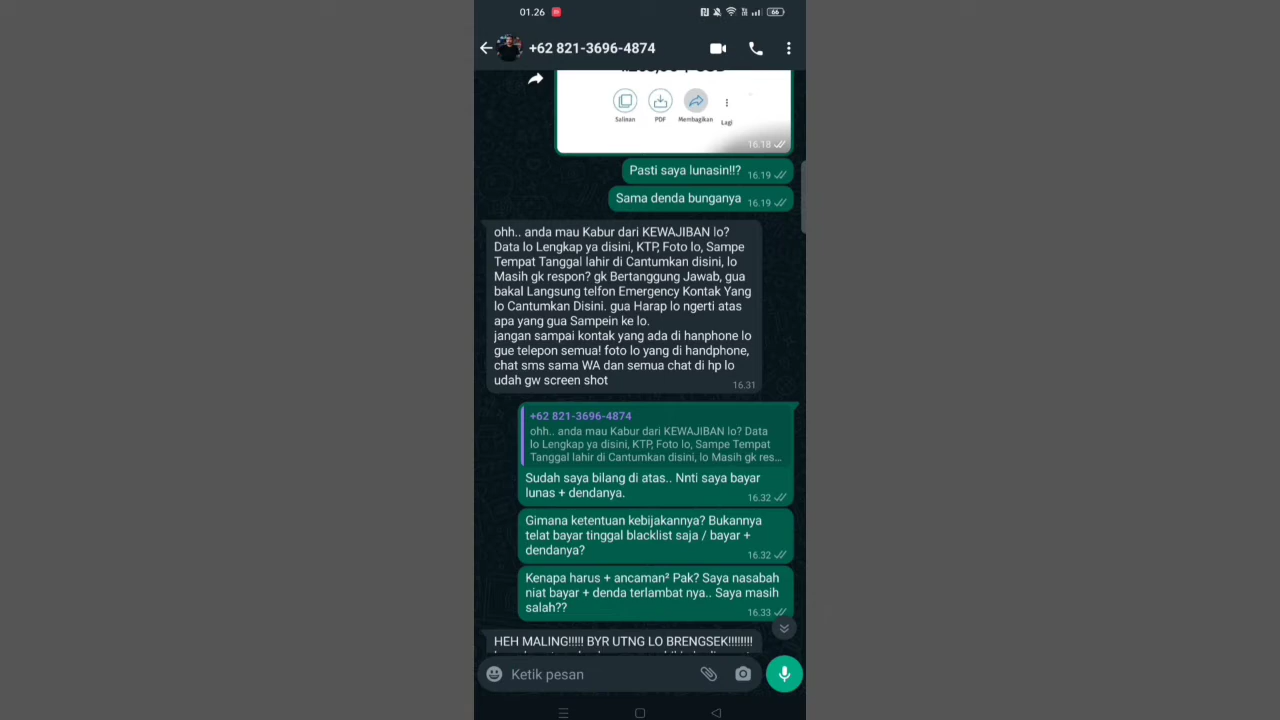 01.26
66
+62 821-3696-4874
Salinan
PDF
Membagikan
Lagi
16.18
Pasti saya lunasin!!? 16.19
Sama denda bunganya 16.19
ohh.. anda mau Kabur dari KEWAJIBAN lo?
Data lo Lengkap ya disini, KTP, Foto lo, Sampe
Tempat Tanggal lahir di Cantumkan disini, lo
Masih gk respon? gk Bertanggung Jawab, gua
bakal Langsung telfon Emergency Kontak Yang
lo Cantumkan Disini. gua Harap lo ngerti atas
apa yang gua Sampein ke lo.
jangan sampai kontak yang ada di hanphone lo
gue telepon semua! foto lo yang di handphone,
chat sms sama WA dan semua chat di hp lo
udah gw screen shot
16.31
+62 821-3696-4874
ohh.. anda mau Kabur dari KEWAJIBAN lo? Data
lo Lengkap ya disini, KTP, Foto lo, Sampe Tempat
Tanggal lahir di Cantumkan disini, lo Masih gk res...
Sudah saya bilang di atas.. Nnti saya bayar
lunas + dendanya. 16.32
Gimana ketentuan kebijakannya? Bukannya
telat bayar tinggal blacklist saja / bayar +
dendanya? 16.32
Kenapa harus + ancaman² Pak? Saya nasabah
niat bayar + denda terlambat nya.. Saya masih
salah?? 16.33
HEH MALING!!!!! BYR UTNG LO BRENGSEK!!!!!!!!
Ketik pesan